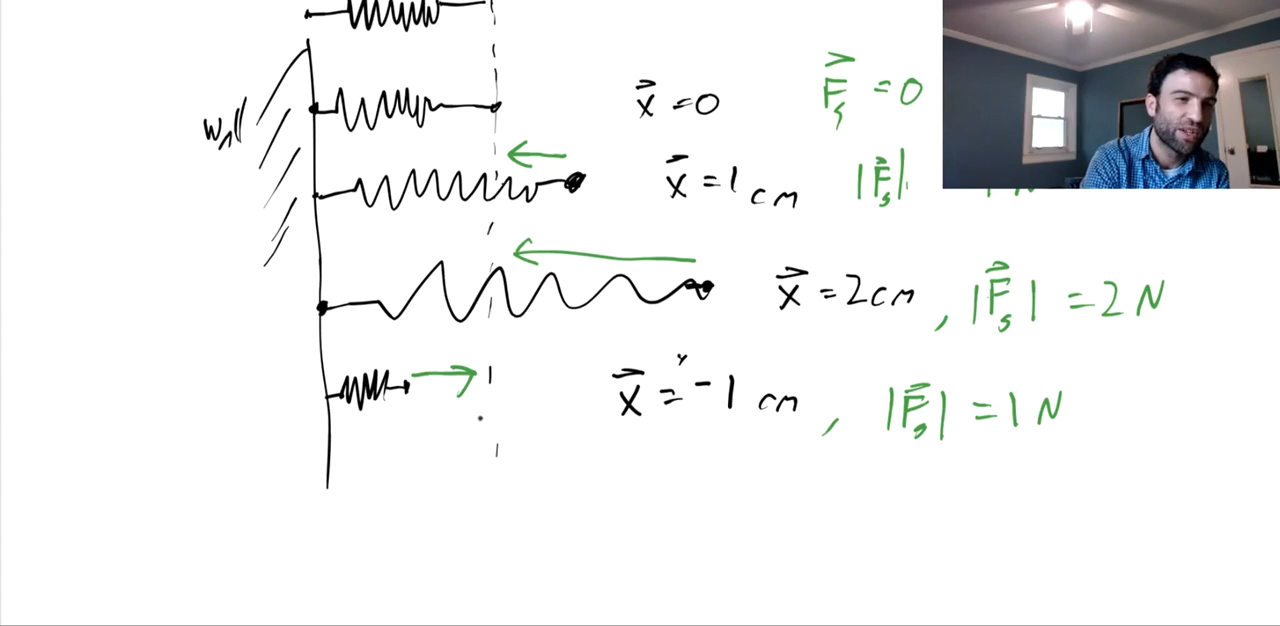 wall
x⃗ = 0 F⃗s = 0
x⃗ = 1 cm |F⃗s|
x⃗ = 2 cm , |F⃗s| = 2 N
x⃗ = -1 cm , |F⃗s| = 1 N